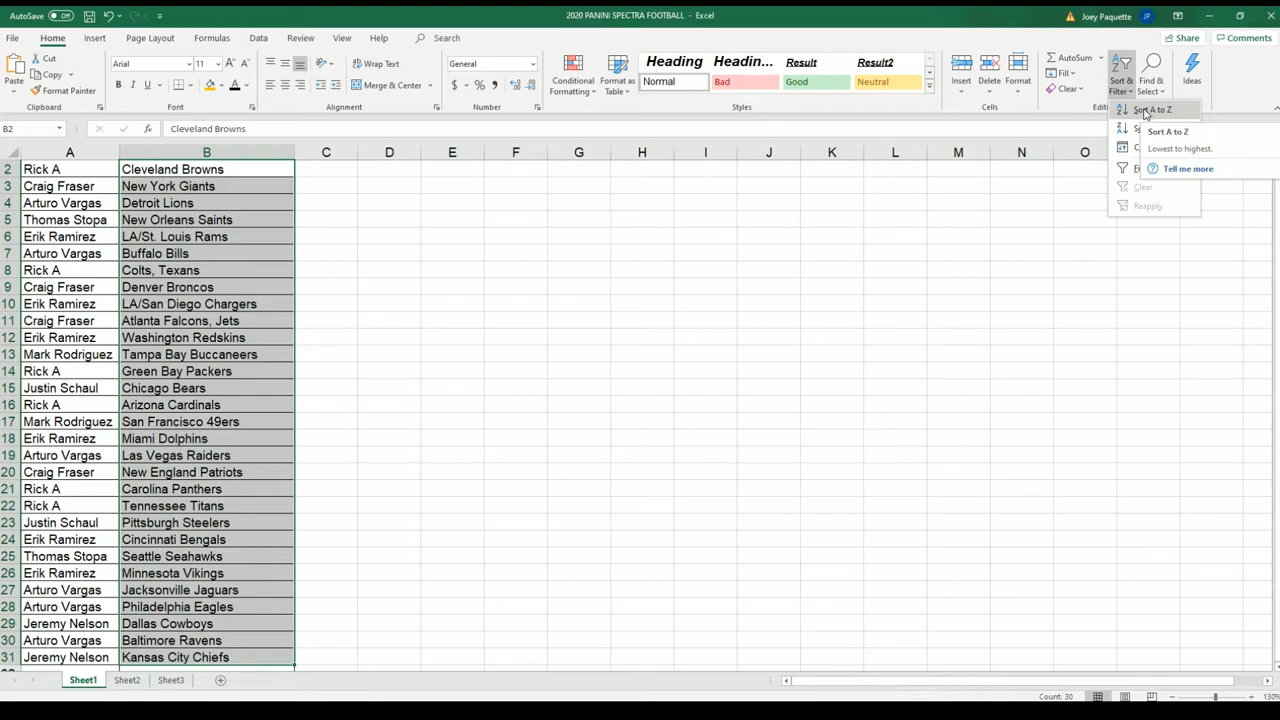 AutoSave Off
2020 PANINI SPECTRA FOOTBALL - Excel
Joey Paquette JP
File Home Insert Page Layout Formulas Data Review View Help Search
Share Comments
Paste
Cut
Copy
Format Painter
Clipboard
Arial 11
B I U
Font
Wrap Text
Merge & Center
Alignment
General
$ %
Number
Conditional Formatting
Format as Table
Heading Headin... Result Result2
Normal Bad Good Neutral
Styles
Insert Delete Format
Cells
AutoSum
Fill
Clear
Sort & Filter
Find & Select
Ideas
Sort A to Z
Sort A to Z
Lowest to highest.
Tell me more
Clear
Reapply
B2 Cleveland Browns
A B C D E F G H I J K L M N O
2 Rick A Cleveland Browns
3 Craig Fraser New York Giants
4 Arturo Vargas Detroit Lions
5 Thomas Stopa New Orleans Saints
6 Erik Ramirez LA/St. Louis Rams
7 Arturo Vargas Buffalo Bills
8 Rick A Colts, Texans
9 Craig Fraser Denver Broncos
10 Erik Ramirez LA/San Diego Chargers
11 Craig Fraser Atlanta Falcons, Jets
12 Erik Ramirez Washington Redskins
13 Mark Rodriguez Tampa Bay Buccaneers
14 Rick A Green Bay Packers
15 Justin Schaul Chicago Bears
16 Rick A Arizona Cardinals
17 Mark Rodriguez San Francisco 49ers
18 Erik Ramirez Miami Dolphins
19 Arturo Vargas Las Vegas Raiders
20 Craig Fraser New England Patriots
21 Rick A Carolina Panthers
22 Rick A Tennessee Titans
23 Justin Schaul Pittsburgh Steelers
24 Erik Ramirez Cincinnati Bengals
25 Thomas Stopa Seattle Seahawks
26 Erik Ramirez Minnesota Vikings
27 Arturo Vargas Jacksonville Jaguars
28 Arturo Vargas Philadelphia Eagles
29 Jeremy Nelson Dallas Cowboys
30 Arturo Vargas Baltimore Ravens
31 Jeremy Nelson Kansas City Chiefs
Sheet1 Sheet2 Sheet3
Count: 30
130%